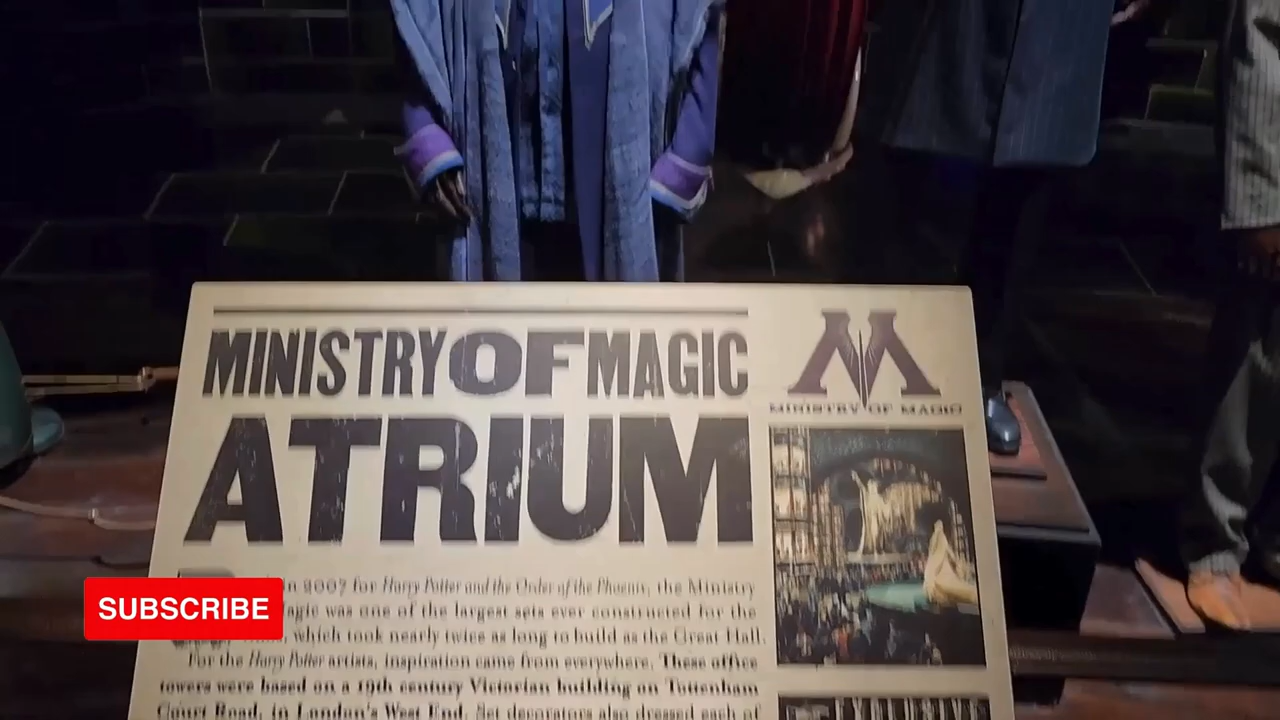 MINISTRY OF MAGIC
ATRIUM
MINISTRY OF MAGIC
n 2007 for Harry Potter and the Order of the Phoenix, the Ministry
agic was one of the largest sets ever constructed for the
, which took nearly twice as long to build as the Great Hall.
For the Harry Potter artists, inspiration came from everywhere. These office
towers were based on a 19th century Victorian building on Tottenham
Court Road, in London's West End. Set decorators also dressed each of
EXCLUSIVE
SUBSCRIBE